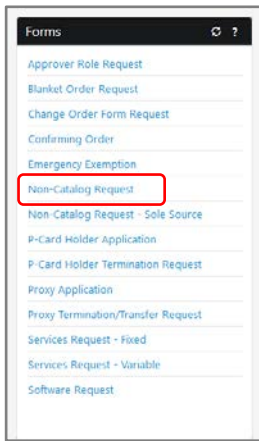 Forms ?
Approver Role Request
Blanket Order Request
Change Order Form Request
Confirming Order
Emergency Exemption
Non-Catalog Request
Non-Catalog Request - Sole Source
P-Card Holder Application
P-Card Holder Termination Request
Proxy Application
Proxy Termination/Transfer Request
Services Request - Fixed
Services Request - Variable
Software Request